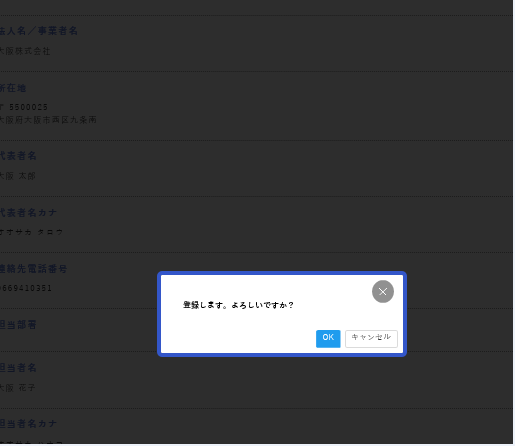 法人名／事業者名
大阪株式会社
所在地
〒 5500025
大阪府大阪市西区九条南
代表者名
大阪 太郎
代表者名カナ
オオサカ タロウ
連絡先電話番号
0669410351
登録します。よろしいですか？
担当部署
OK
キャンセル
担当者名
大阪 花子
担当者名カナ